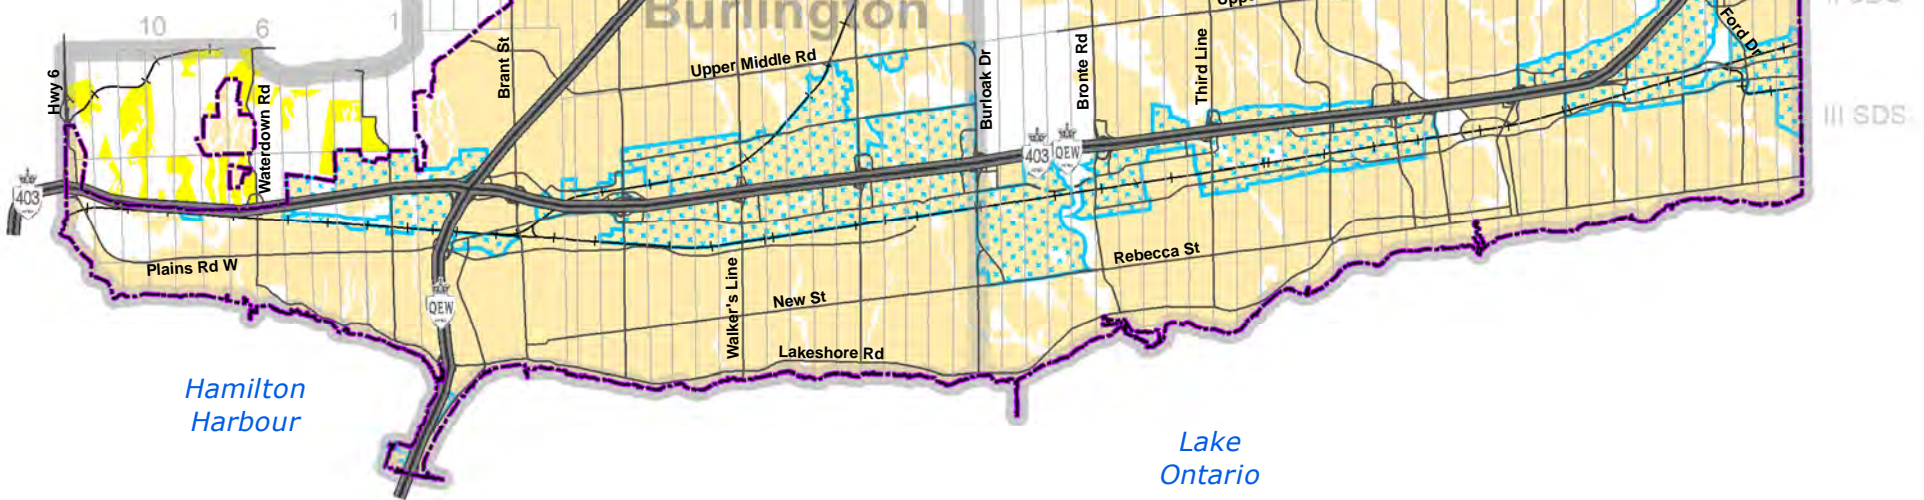 Burlington
10
6
1
II SDS
III SDS
Hwy 6
Waterdown Rd
Brant St
Upper Middle Rd
Burloak Dr
Bronte Rd
Third Line
Ford Dr
403
403
QEW
QEW
Plains Rd W
Walker's Line
New St
Rebecca St
Lakeshore Rd
Hamilton
Harbour
Lake
Ontario